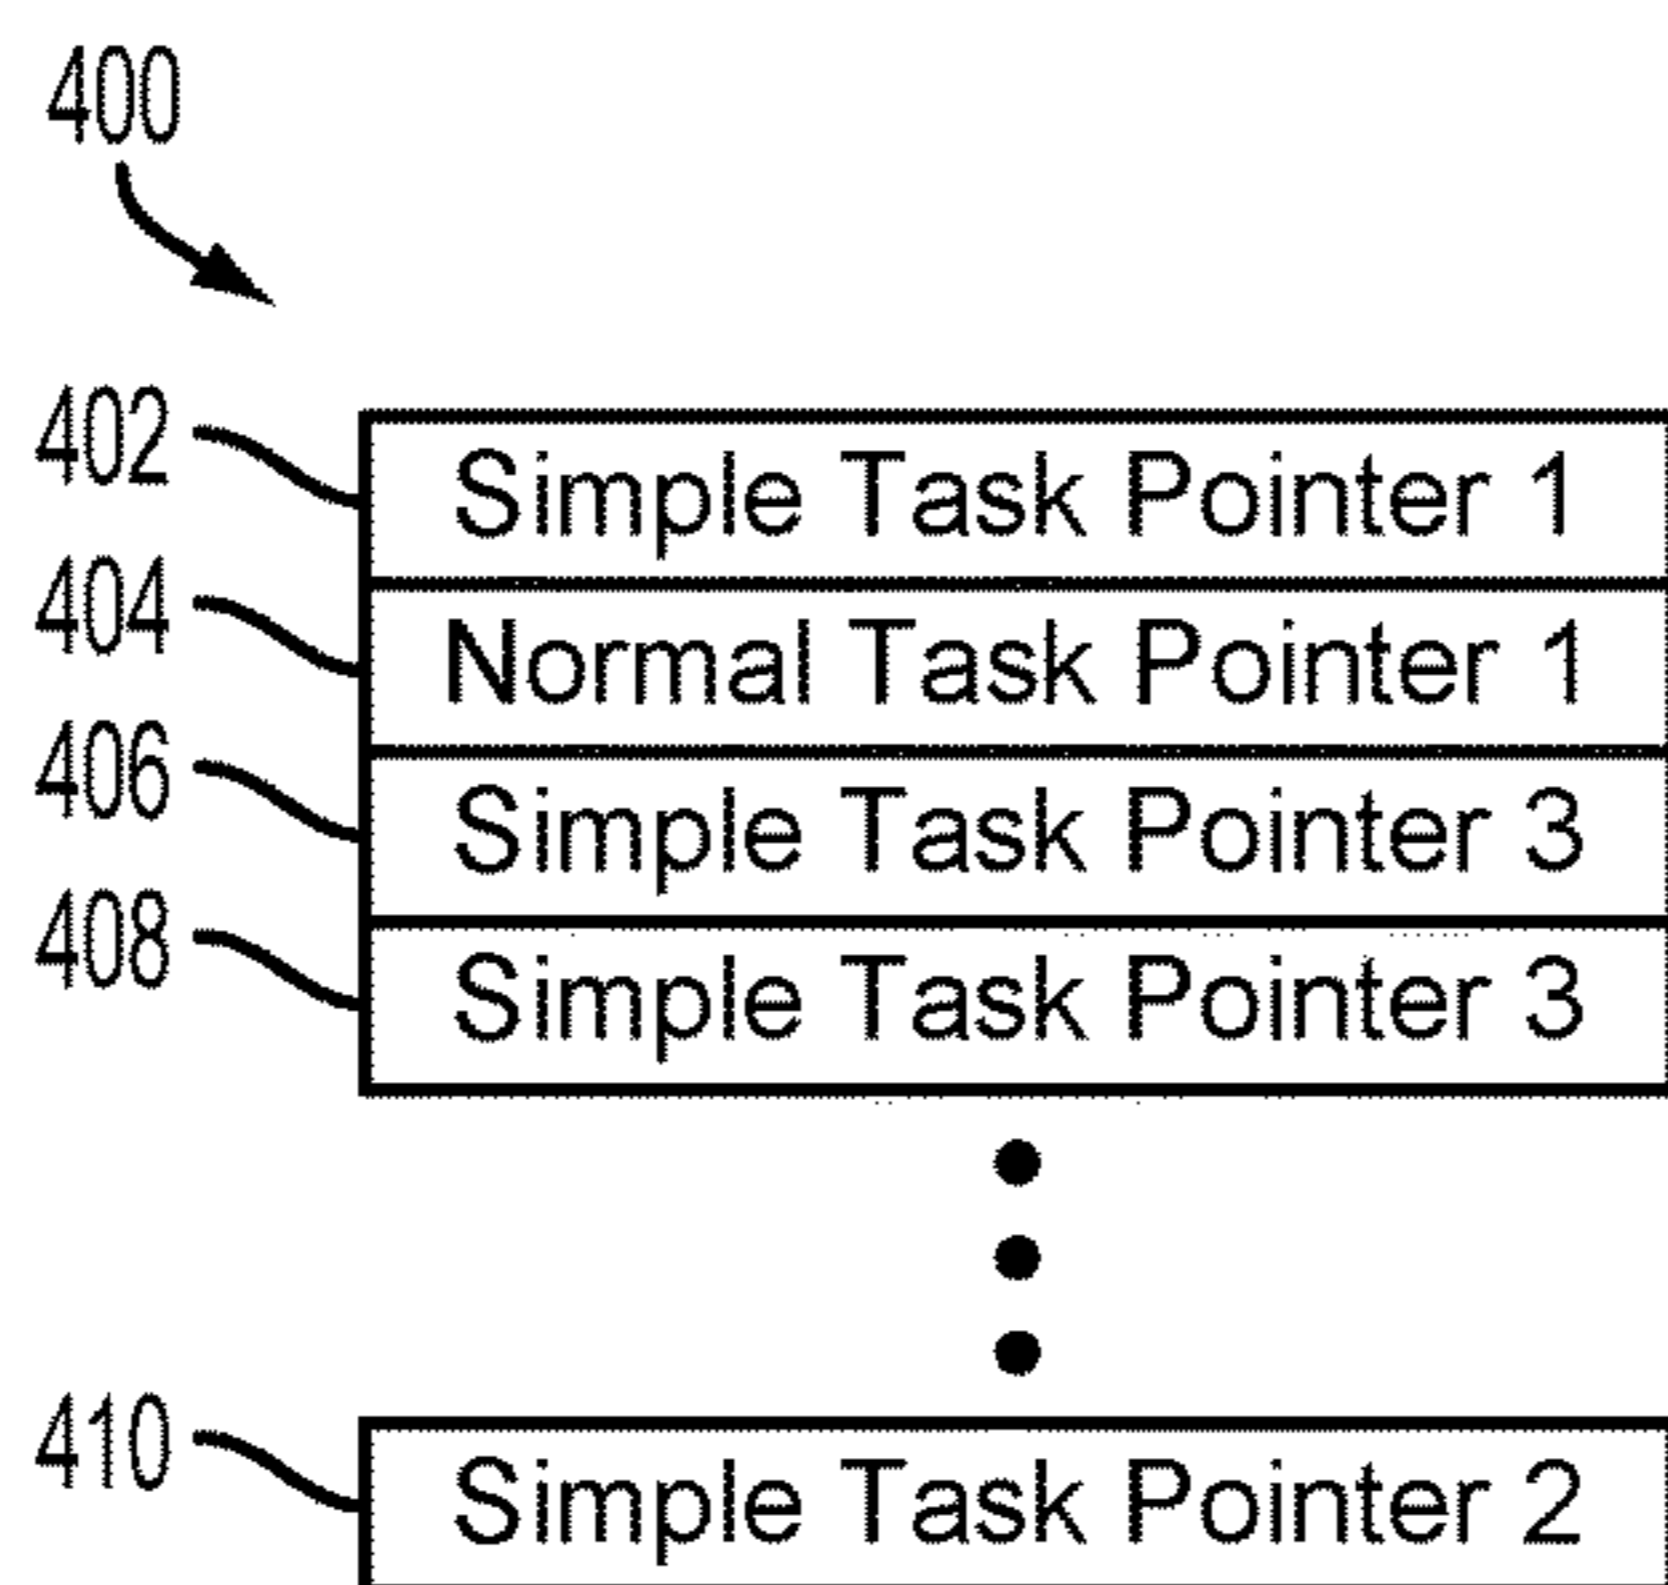 400
402 Simple Task Pointer 1
404 Normal Task Pointer 1
406 Simple Task Pointer 3
408 Simple Task Pointer 3
410 Simple Task Pointer 2